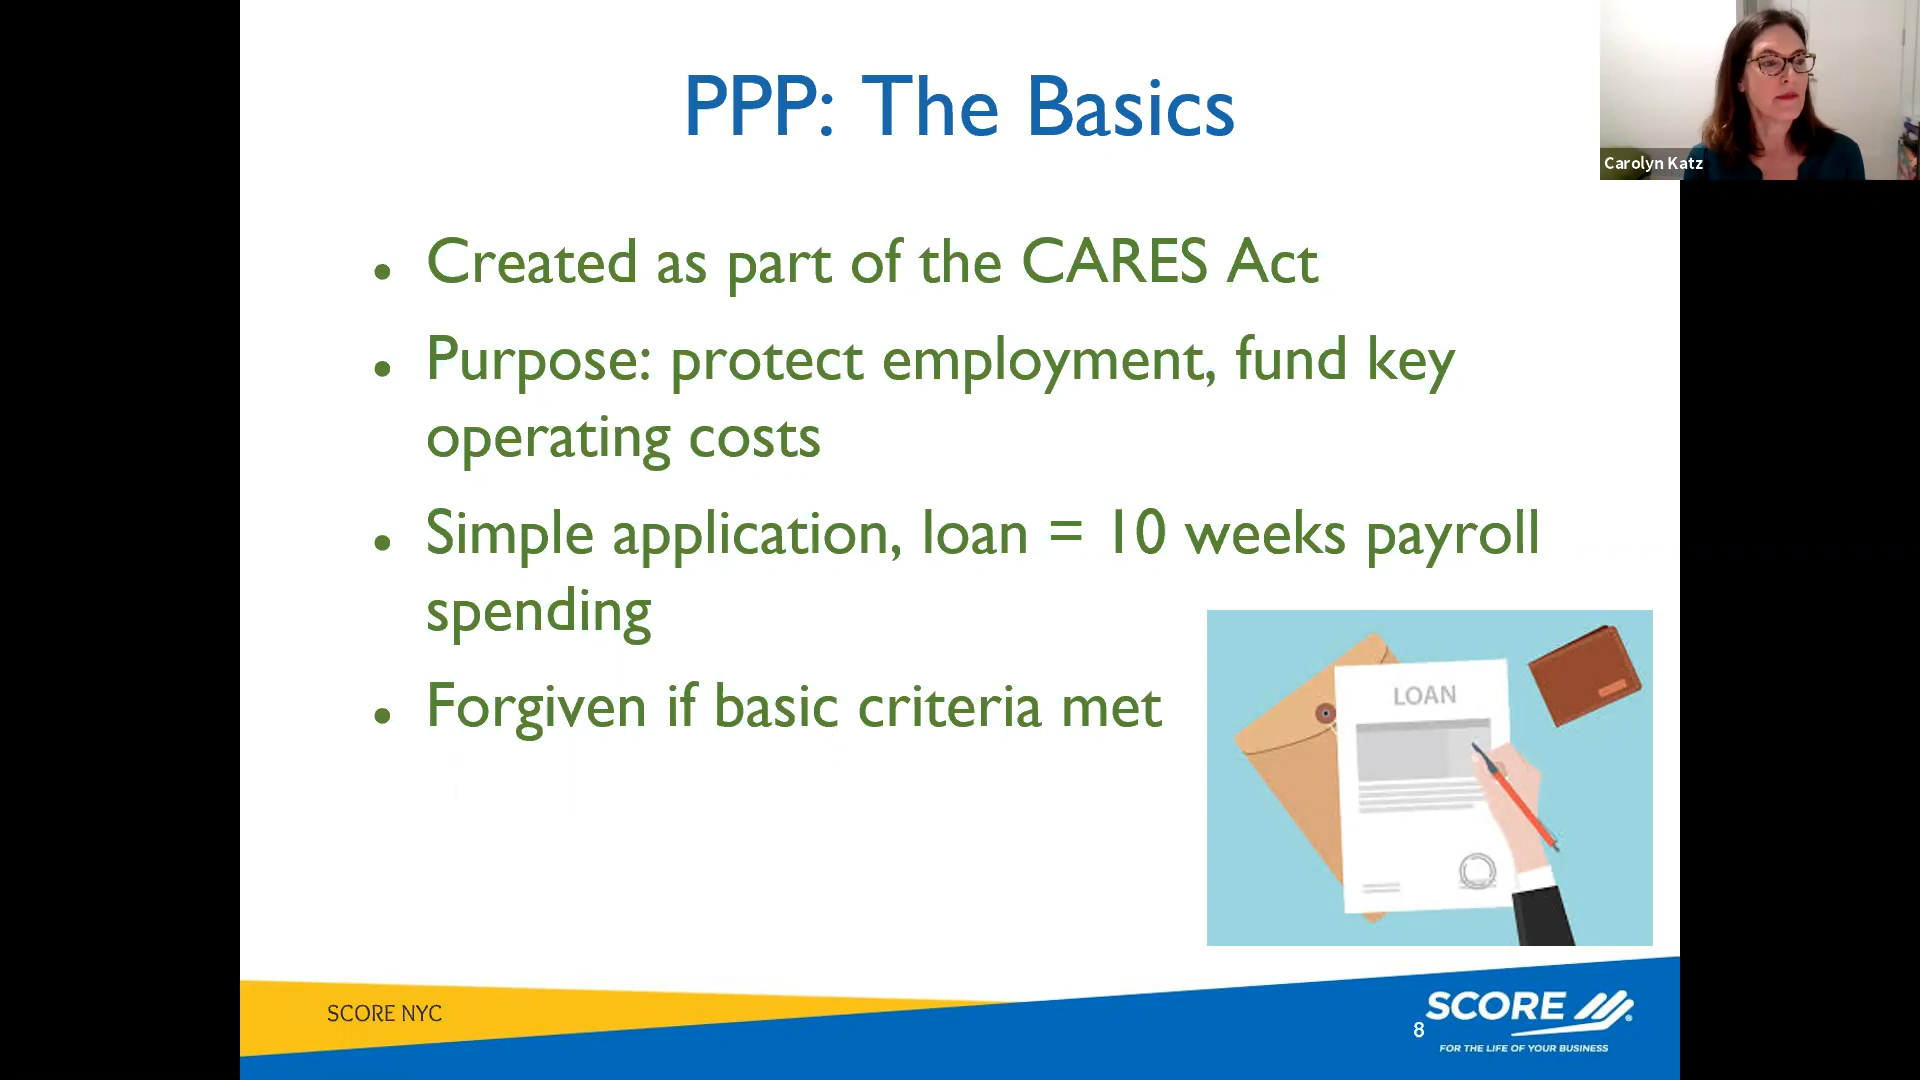 PPP: The Basics
Carolyn Katz
• Created as part of the CARES Act
• Purpose: protect employment, fund key
operating costs
• Simple application, loan = 10 weeks payroll
spending
• Forgiven if basic criteria met
LOAN
SCORE NYC
8
SCORE
FOR THE LIFE OF YOUR BUSINESS